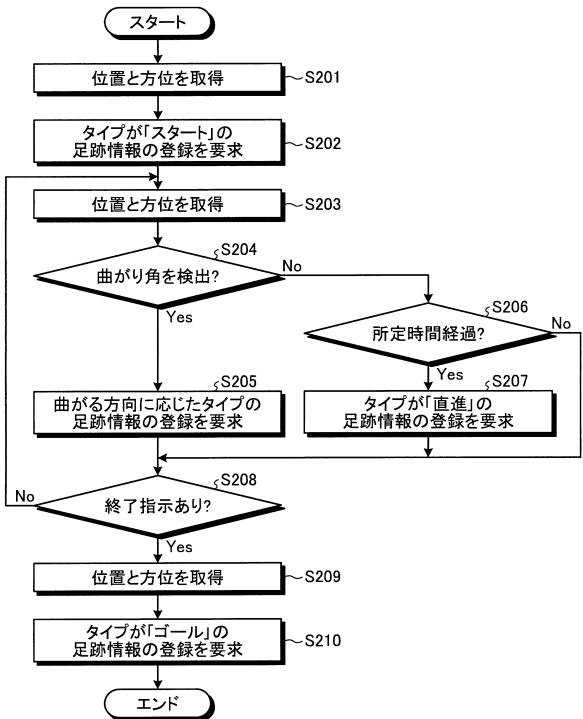 スタート
位置と方位を取得
S201
タイプが「スタート」の
足跡情報の登録を要求
S202
位置と方位を取得
S203
曲がり角を検出?
S204
No
Yes
所定時間経過?
S206
No
Yes
曲がる方向に応じたタイプの
足跡情報の登録を要求
S205
タイプが「直進」の
足跡情報の登録を要求
S207
終了指示あり?
S208
No
Yes
位置と方位を取得
S209
タイプが「ゴール」の
足跡情報の登録を要求
S210
エンド